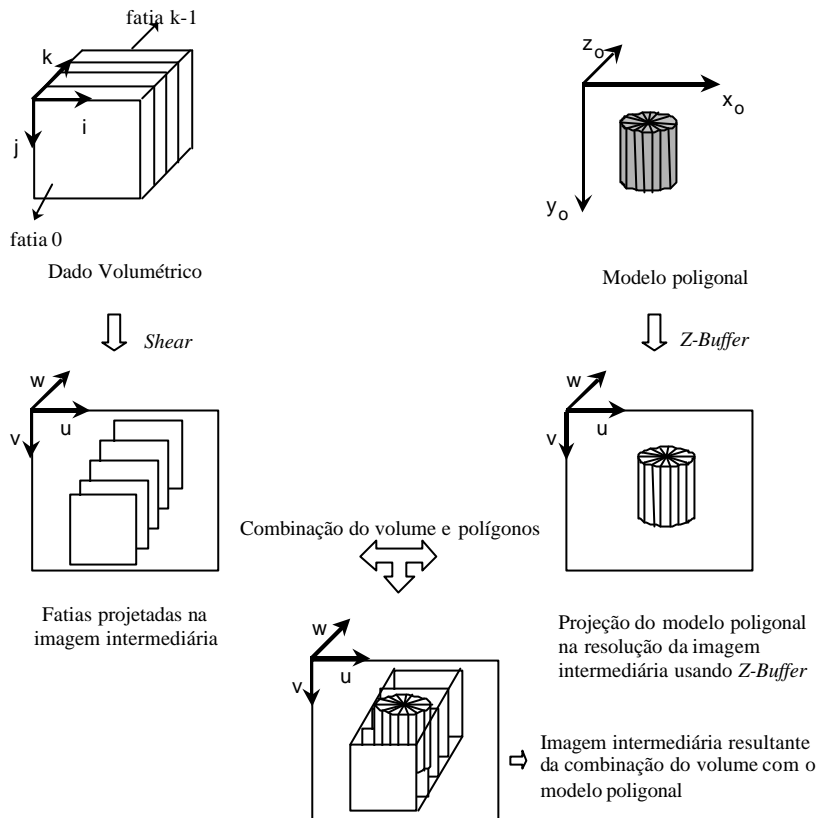 fatia k-1
k
i
j
fatia 0
Dado Volumétrico
z o
x o
y o
Modelo poligonal
Shear
Z-Buffer
w
u
v
w
u
v
Combinação do volume e polígonos
Fatias projetadas na
imagem intermediária
Projeção do modelo poligonal
na resolução da imagem
intermediária usando Z-Buffer
w
u
v
Imagem intermediária resultante
da combinação do volume com o
modelo poligonal